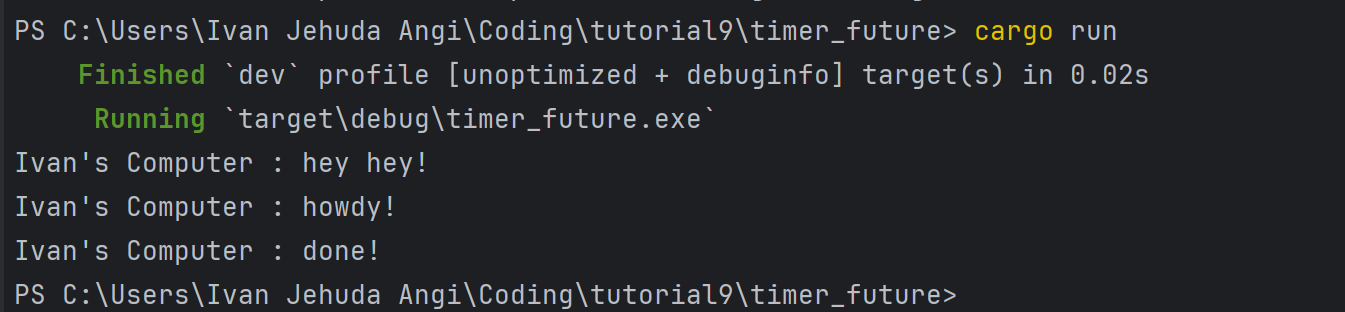 PS C:\Users\Ivan Jehuda Angi\Coding\tutorial9\timer_future> cargo run
Finished `dev` profile [unoptimized + debuginfo] target(s) in 0.02s
Running `target\debug\timer_future.exe`
Ivan's Computer : hey hey!
Ivan's Computer : howdy!
Ivan's Computer : done!
PS C:\Users\Ivan Jehuda Angi\Coding\tutorial9\timer_future>